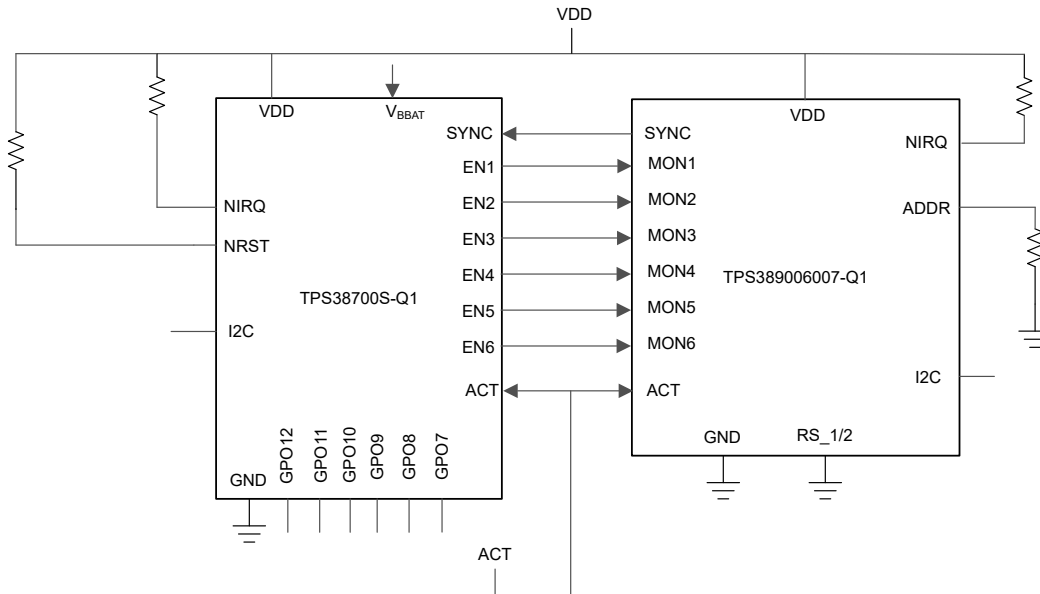 VDD
VDD
VBBAT
SYNC
EN1
EN2
EN3
EN4
EN5
EN6
ACT
NIRQ
NRST
TPS38700S-Q1
I2C
GND
GPO12
GPO11
GPO10
GPO9
GPO8
GPO7
VDD
SYNC
MON1
MON2
MON3
MON4
MON5
MON6
ACT
NIRQ
ADDR
TPS389006007-Q1
I2C
GND
RS_1/2
ACT